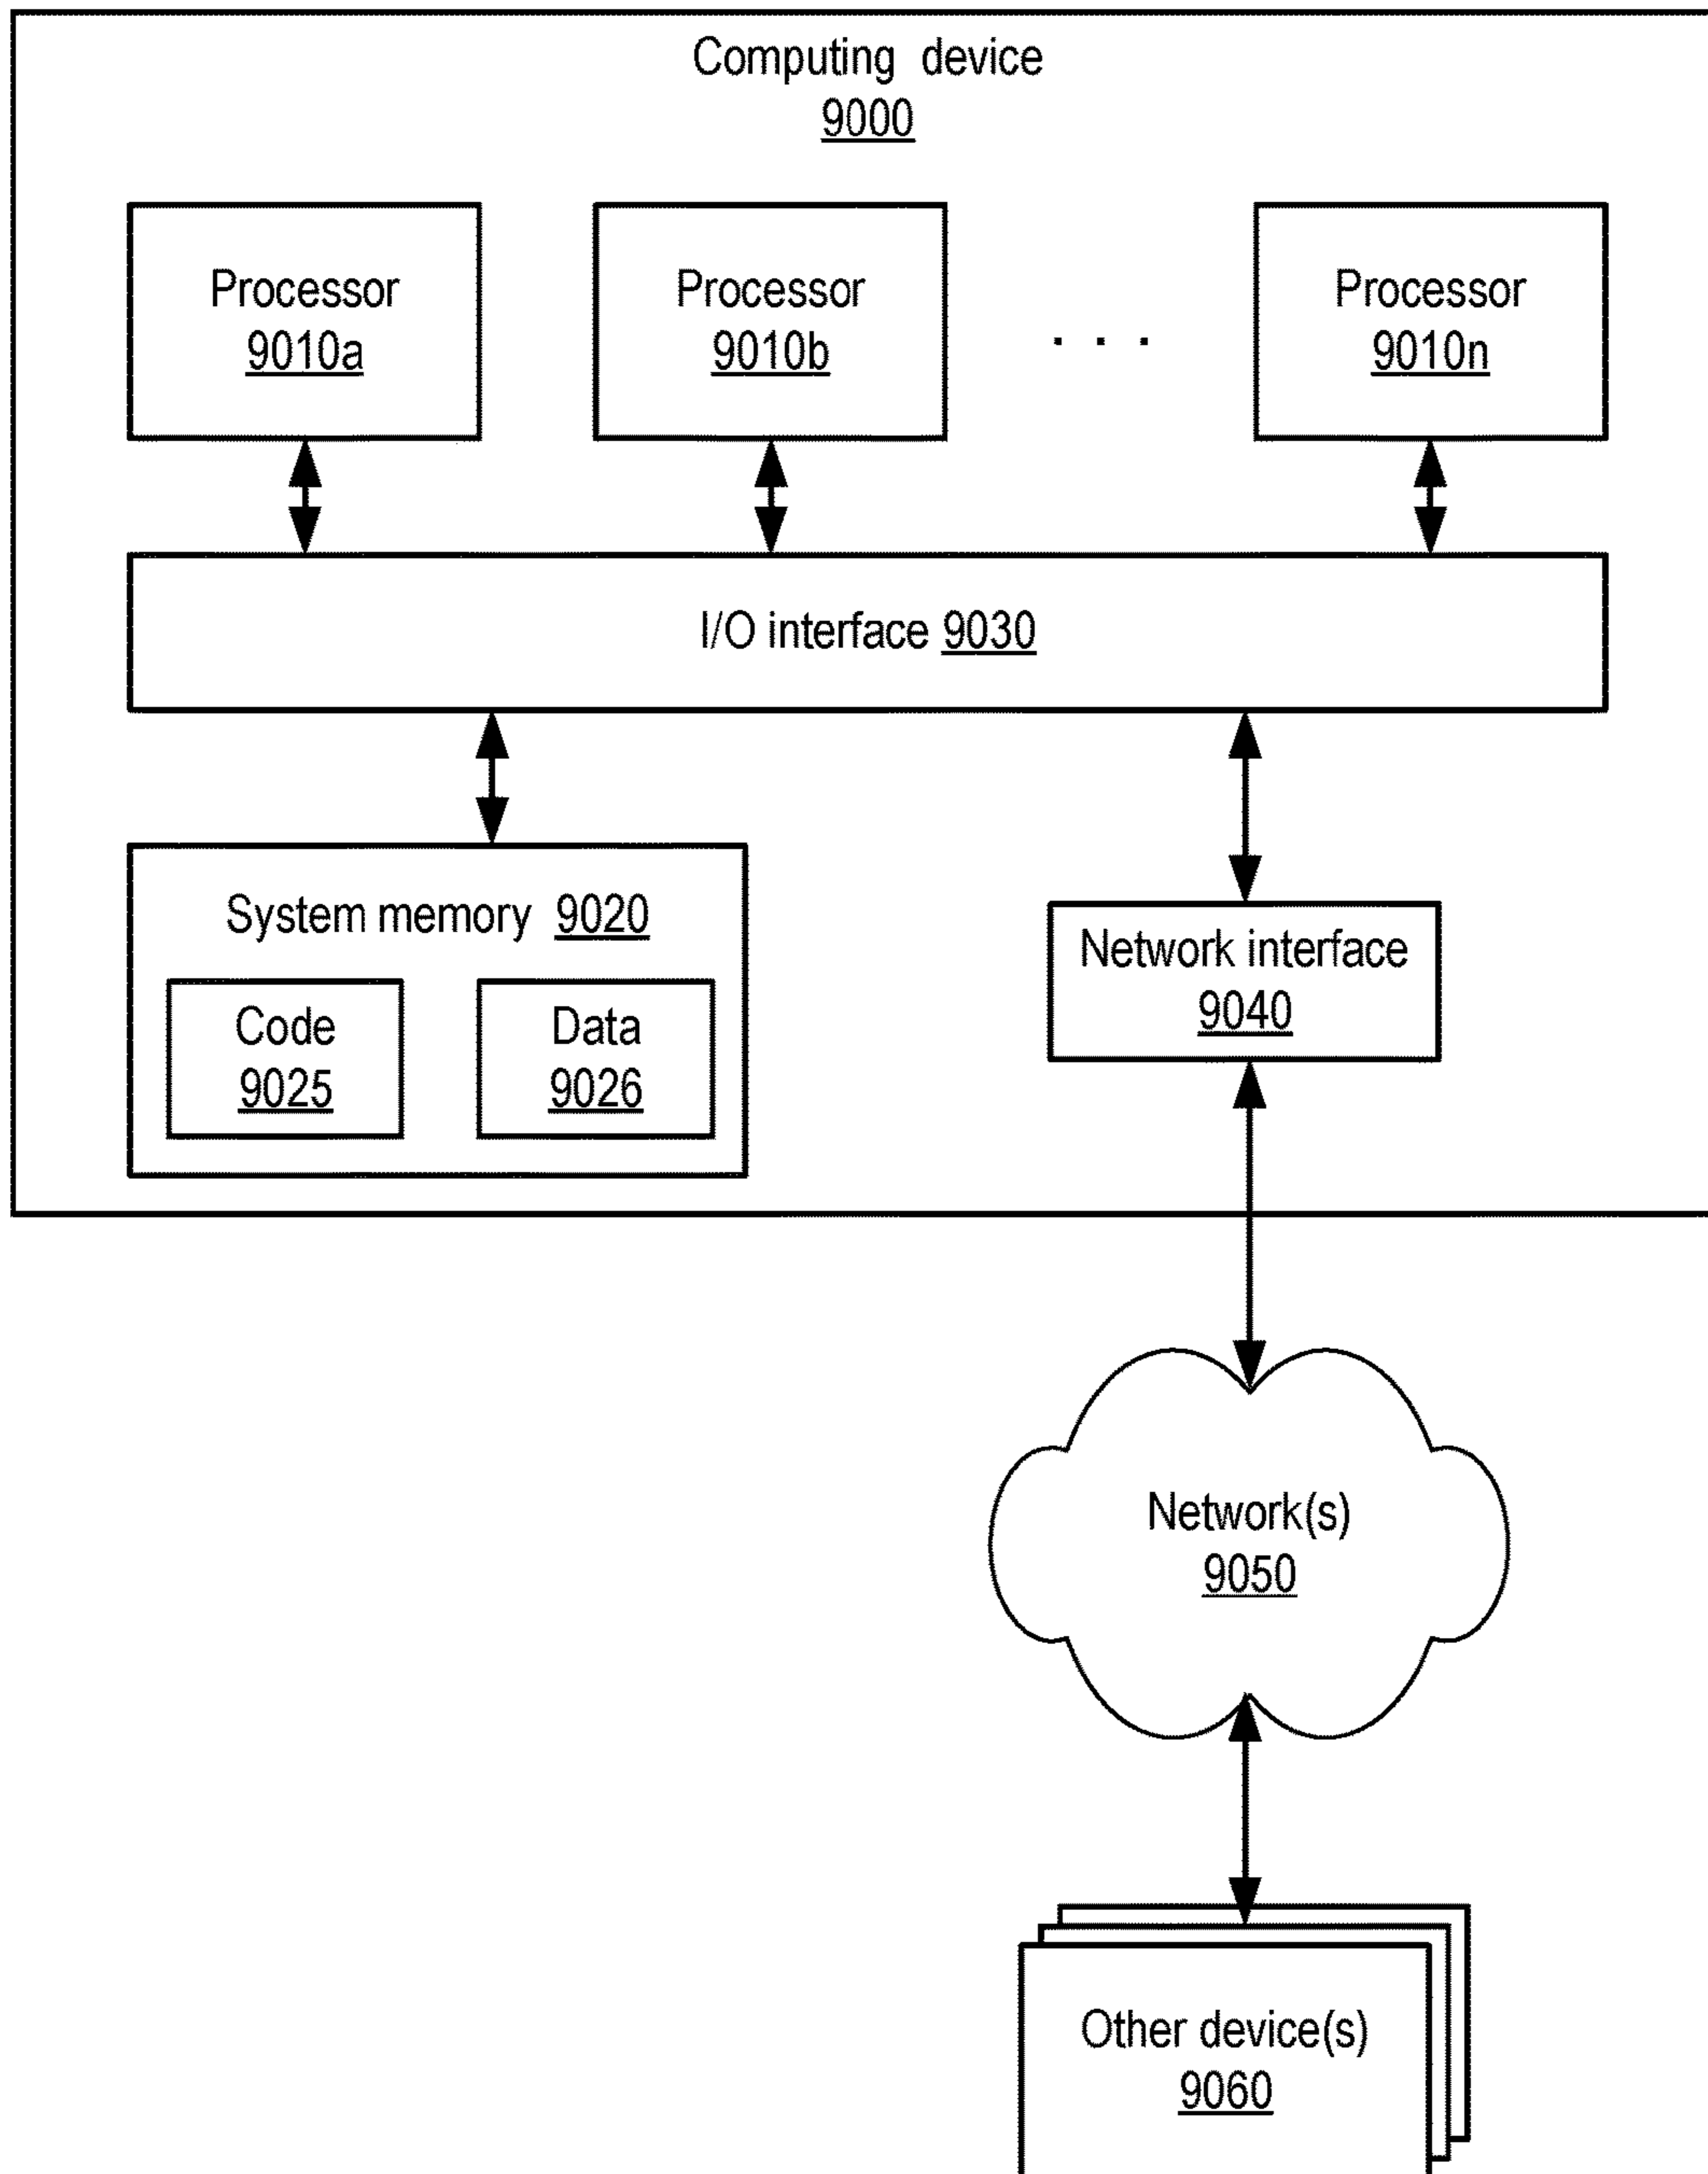 Computing device
9000
Processor
9010a
Processor
9010b
. . .
Processor
9010n
I/O interface 9030
System memory 9020
Code
9025
Data
9026
Network interface
9040
Network(s)
9050
Other device(s)
9060